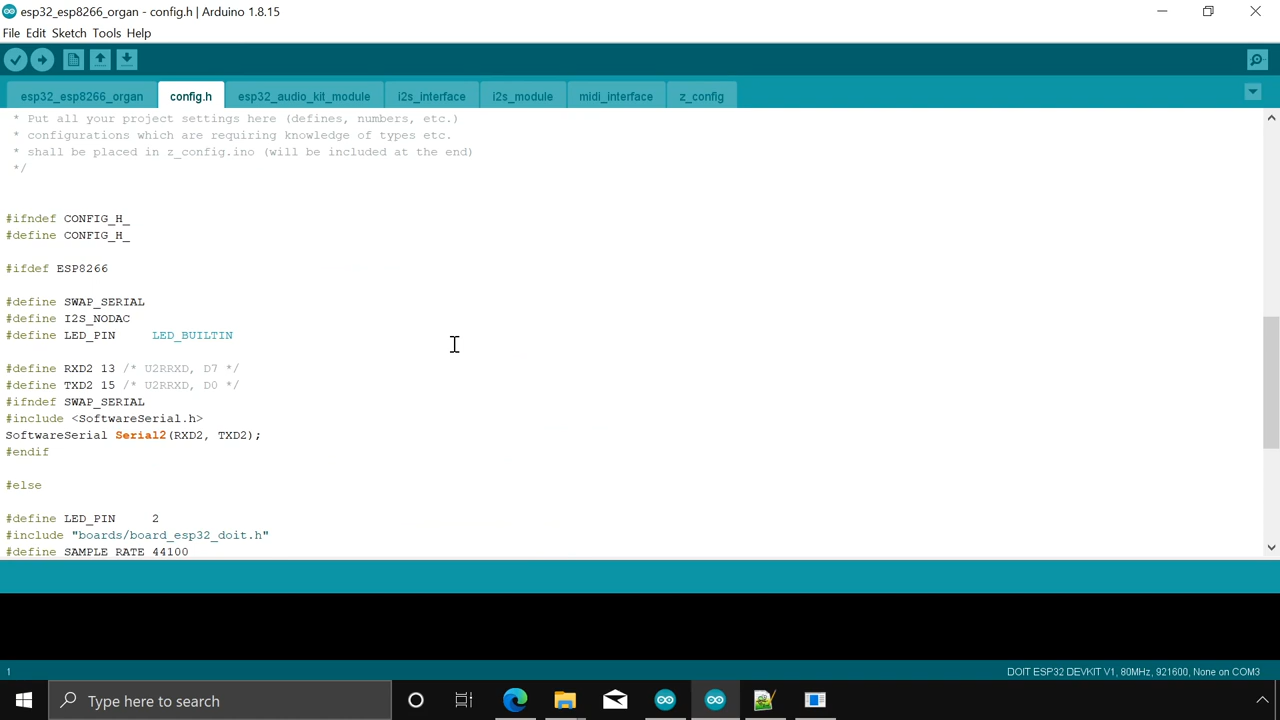 esp32_esp8266_organ - config.h | Arduino 1.8.15
File Edit Sketch Tools Help
esp32_esp8266_organ config.h esp32_audio_kit_module i2s_interface i2s_module midi_interface z_config
* Put all your project settings here (defines, numbers, etc.)
* configurations which are requiring knowledge of types etc.
* shall be placed in z_config.ino (will be included at the end)
*/
#ifndef CONFIG_H_
#define CONFIG_H_
#ifdef ESP8266
#define SWAP_SERIAL
#define I2S_NODAC
#define LED_PIN LED_BUILTIN
#define RXD2 13 /* U2RRXD, D7 */
#define TXD2 15 /* U2RRXD, D0 */
#ifndef SWAP_SERIAL
#include <SoftwareSerial.h>
SoftwareSerial Serial2(RXD2, TXD2);
#endif
#else
#define LED_PIN 2
#include "boards/board_esp32_doit.h"
#define SAMPLE_RATE 44100
1
DOIT ESP32 DEVKIT V1, 80MHz, 921600, None on COM3
Type here to search